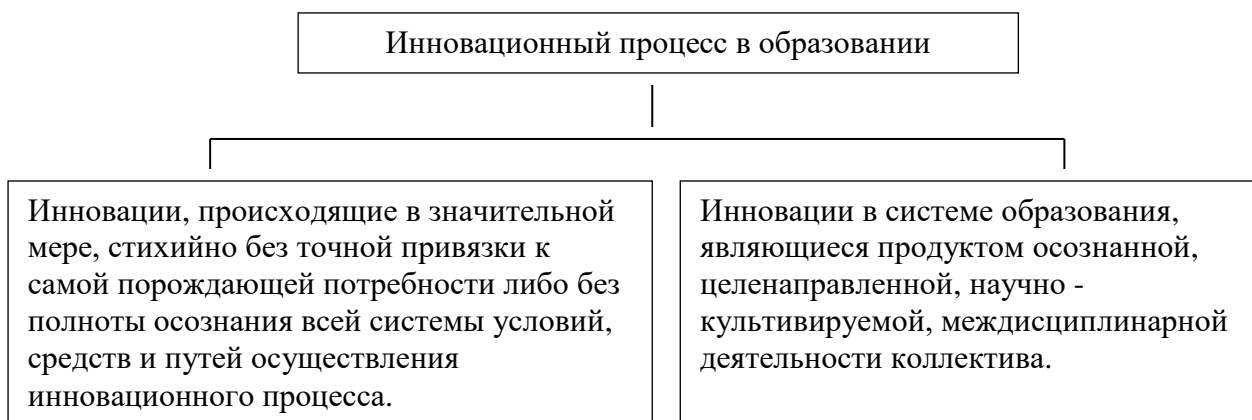 Инновационный процесс в образовании
Инновации, происходящие в значительной
мере, стихийно без точной привязки к
самой порождающей потребности либо без
полноты осознания всей системы условий,
средств и путей осуществления
инновационного процесса.
Инновации в системе образования,
являющиеся продуктом осознанной,
целенаправленной, научно -
культивируемой, междисциплинарной
деятельности коллектива.